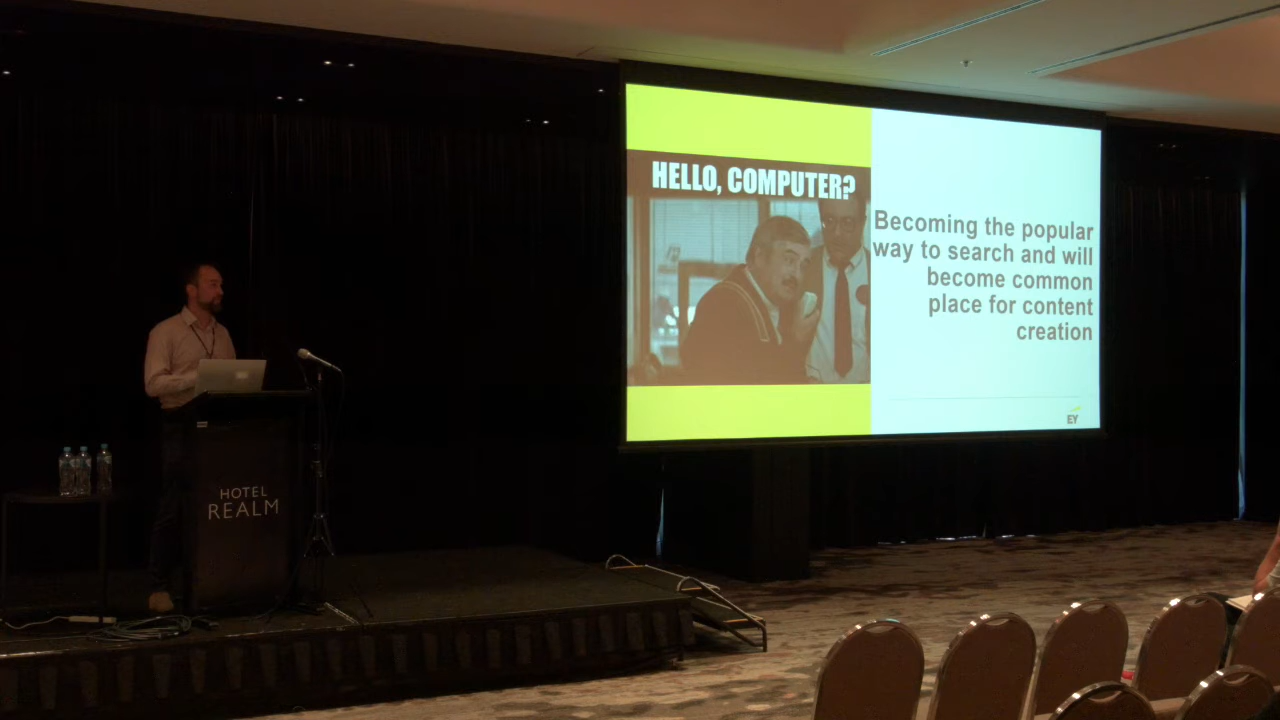 HELLO, COMPUTER?
Becoming the popular
way to search and will
become common
place for content
creation
EY
HOTEL
REALM